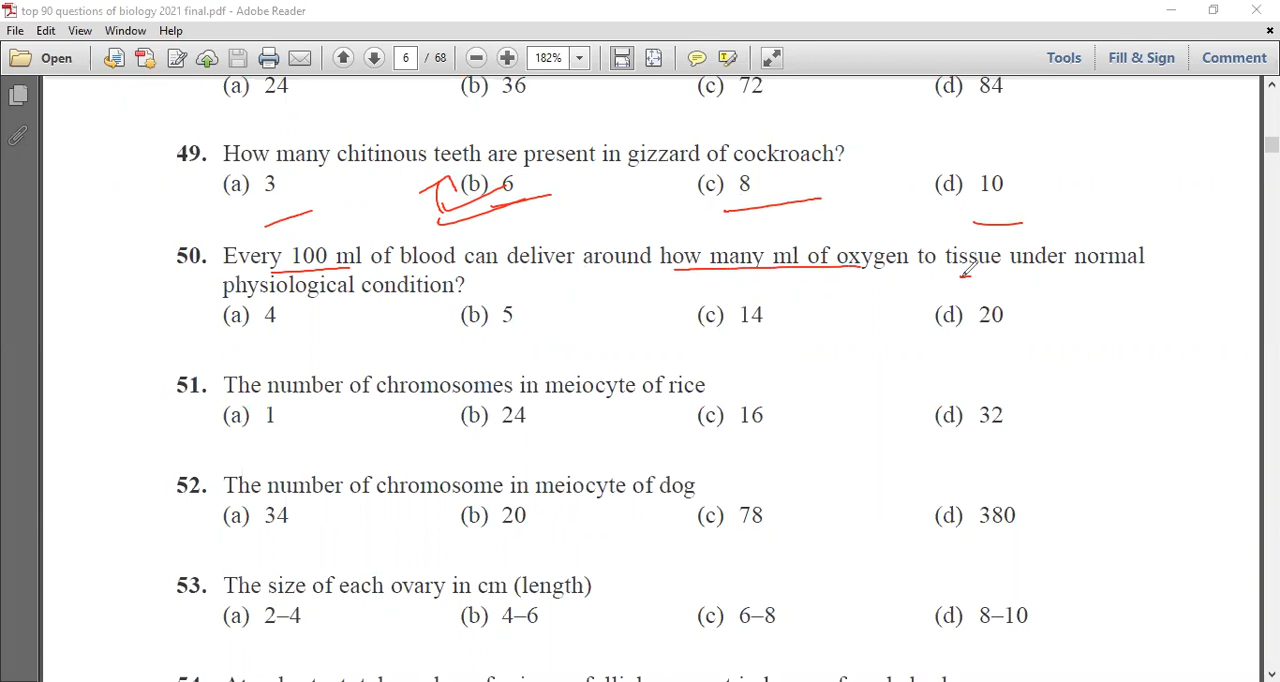 top 90 questions of biology 2021 final.pdf - Adobe Reader
File Edit View Window Help
Open 6 / 68 182% Tools Fill & Sign Comment
(a) 24 (b) 36 (c) 72 (d) 84
49. How many chitinous teeth are present in gizzard of cockroach?
(a) 3 (b) 6 (c) 8 (d) 10
50. Every 100 ml of blood can deliver around how many ml of oxygen to tissue under normal
physiological condition?
(a) 4 (b) 5 (c) 14 (d) 20
51. The number of chromosomes in meiocyte of rice
(a) 1 (b) 24 (c) 16 (d) 32
52. The number of chromosome in meiocyte of dog
(a) 34 (b) 20 (c) 78 (d) 380
53. The size of each ovary in cm (length)
(a) 2–4 (b) 4–6 (c) 6–8 (d) 8–10